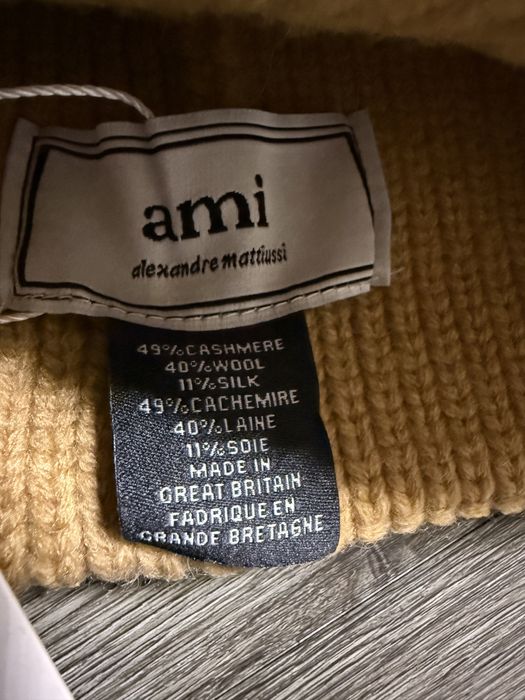 ami
alexandre mattiussi
49%CASHMERE
40%WOOL
11%SILK
49%CACHEMIRE
40%LAINE
11%SOIE
MADE IN
GREAT BRITAIN
FABRIQUE EN
GRANDE BRETAGNE